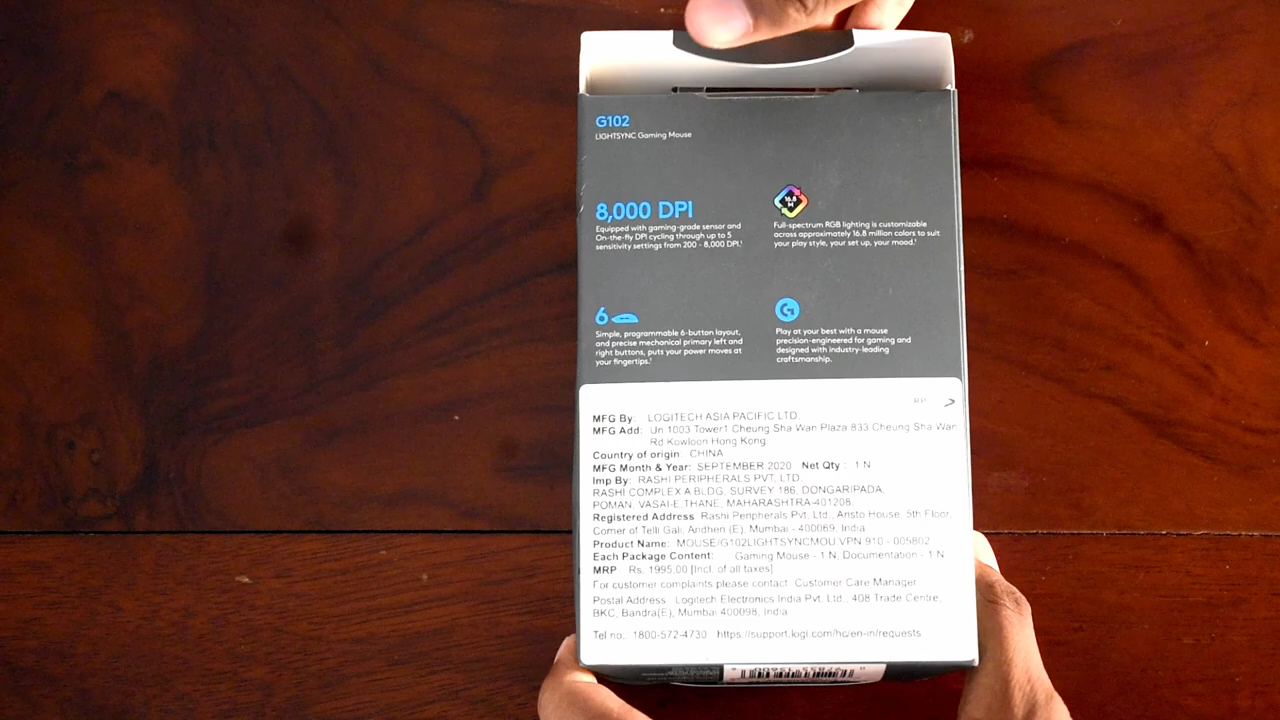 G102
LIGHTSYNC Gaming Mouse
8,000 DPI
Equipped with gaming-grade sensor and
On-the-fly DPI cycling through up to 5
sensitivity settings from 200 - 8,000 DPI.¹
16.8
M
Full-spectrum RGB lighting is customizable
across approximately 16.8 million colors to suit
your play style, your set up, your mood.¹
6
Simple, programmable 6-button layout,
and precise mechanical primary left and
right buttons, puts your power moves at
your fingertips.¹
G
Play at your best with a mouse
precision-engineered for gaming and
designed with industry-leading
craftsmanship.
RP
MFG By: LOGITECH ASIA PACIFIC LTD.
MFG Add: Un 1003 Tower1 Cheung Sha Wan Plaza 833 Cheung Sha Wan
Rd Kowloon Hong Kong
Country of origin: CHINA
MFG Month & Year: SEPTEMBER 2020 Net Qty : 1 N
Imp By: RASHI PERIPHERALS PVT. LTD.
RASHI COMPLEX A BLDG, SURVEY 186, DONGARIPADA,
POMAN, VASAI-E,THANE, MAHARASHTRA-401208.
Registered Address Rashi Peripherals Pvt. Ltd., Aristo House, 5th Floor,
Corner of Telli Gali, Andheri (E), Mumbai - 400069, India
Product Name: MOUSE/G102LIGHTSYNCMOU VPN 910 - 005802
Each Package Content: Gaming Mouse - 1 N, Documentation - 1 N
MRP Rs. 1995.00 [Incl. of all taxes]
For customer complaints please contact Customer Care Manager
Postal Address Logitech Electronics India Pvt. Ltd., 408 Trade Centre,
BKC, Bandra(E), Mumbai 400098, India
Tel no.. 1800-572-4730 https://support.logi.com/hc/en-in/requests